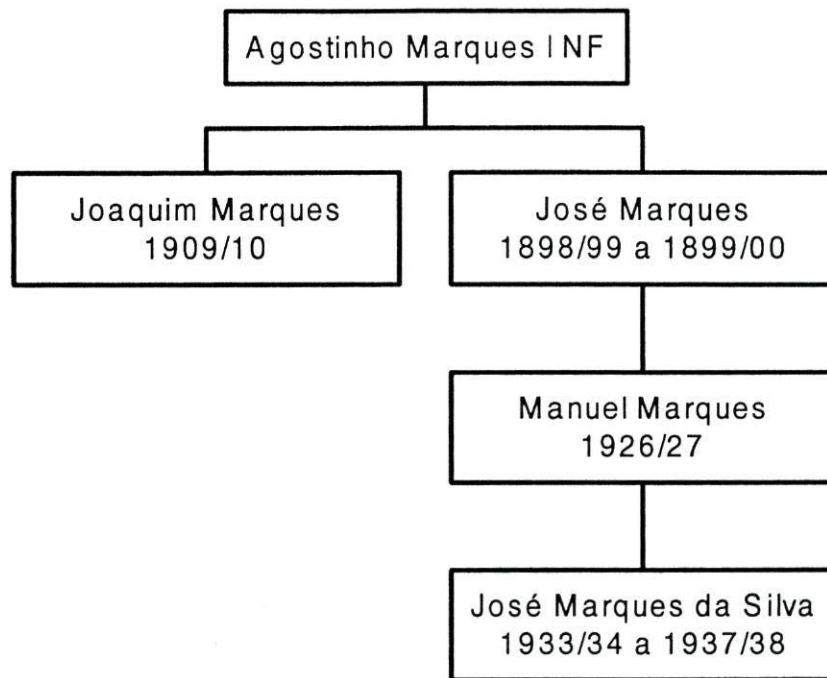 Agostinho Marques I NF
Joaquim Marques
1909/10
José Marques
1898/99 a 1899/00
Manuel Marques
1926/27
José Marques da Silva
1933/34 a 1937/38